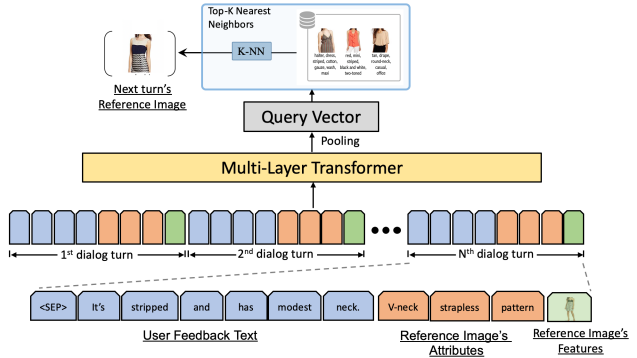 Top-K Nearest
Neighbors
K-NN
halter, dress,
striped, cotton,
gauze, wash,
maxi
red, mini,
striped,
black and white,
two-toned
tan, drape,
round-neck,
casual,
office
Next turn's
Reference Image
Query Vector
Pooling
Multi-Layer Transformer
1st dialog turn
2nd dialog turn
Nth dialog turn
<SEP>
It's
stripped
and
has
modest
neck.
V-neck
strapless
pattern
User Feedback Text
Reference Image's
Attributes
Reference Image's
Features